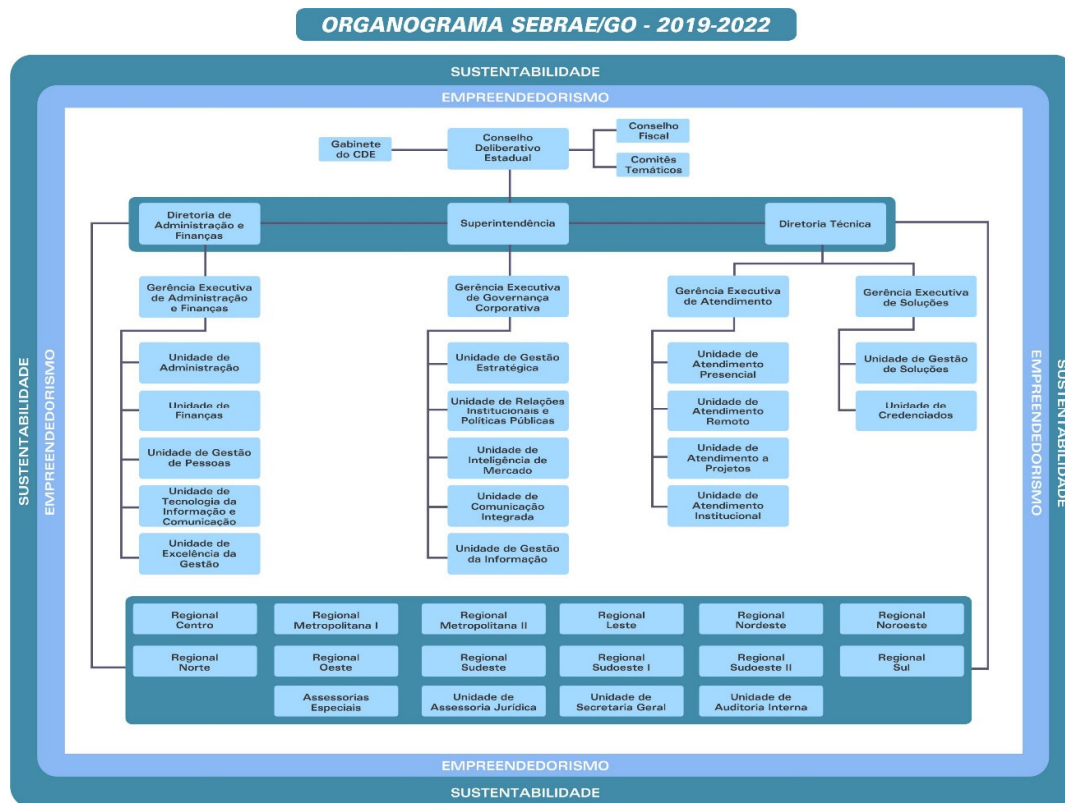 ORGANOGRAMA SEBRAE/GO - 2019-2022
SUSTENTABILIDADE
EMPREENDEDORISMO
Gabinete
do CDE
Conselho
Deliberativo
Estadual
Conselho
Fiscal
Comitês
Temáticos
Diretoria de
Administração e
Finanças
Superintendência
Diretoria Técnica
Gerência Executiva
de Administração
e Finanças
Gerência Executiva
de Governança
Corporativa
Gerência Executiva
de Atendimento
Gerência Executiva
de Soluções
Unidade de
Administração
Unidade de
Finanças
Unidade de Gestão
de Pessoas
Unidade de
Tecnologia da
Informação e
Comunicação
Unidade de
Excelência da
Gestão
Unidade de Gestão
Estratégica
Unidade de Relações
Institucionais e
Políticas Públicas
Unidade de
Inteligência de
Mercado
Unidade de
Comunicação
Integrada
Unidade de Gestão
da Informação
Unidade de
Atendimento
Presencial
Unidade de
Atendimento
Remoto
Unidade de
Atendimento a
Projetos
Unidade de
Atendimento
Institucional
Unidade de Gestão
de Soluções
Unidade de
Credenciados
SUSTENTABILIDADE
EMPREENDEDORISMO
EMPREENDEDORISMO
SUSTENTABILIDADE
Regional
Centro
Regional
Metropolitana I
Regional
Metropolitana II
Regional
Leste
Regional
Nordeste
Regional
Noroeste
Regional
Norte
Regional
Oeste
Regional
Sudeste
Regional
Sudoeste I
Regional
Sudoeste II
Regional
Sul
Assessorias
Especiais
Unidade de
Assessoria Jurídica
Unidade de
Secretaria Geral
Unidade de
Auditoria Interna
EMPREENDEDORISMO
SUSTENTABILIDADE